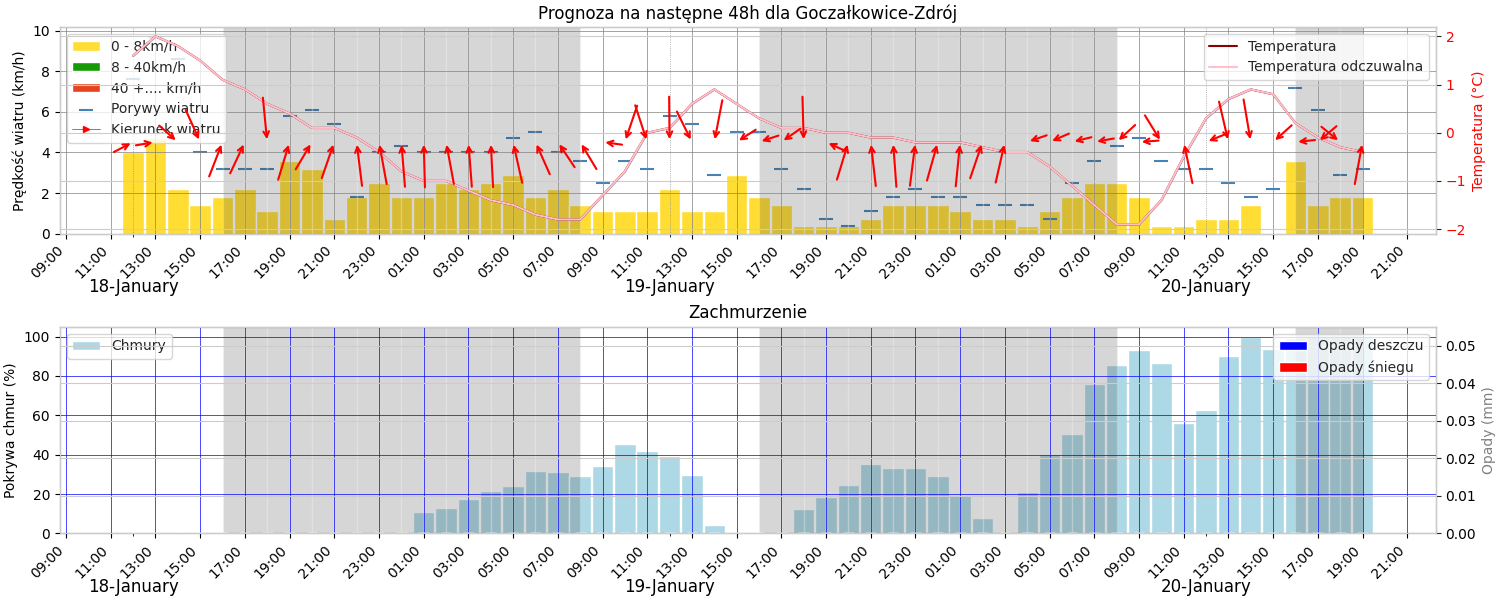 Prognoza na następne 48h dla Goczałkowice-Zdrój
Prędkość wiatru (km/h)
10
8
6
4
2
0
0 - 8km/h
8 - 40km/h
40 +.... km/h
Porywy wiatru
Kierunek wiatru
Temperatura
Temperatura odczuwalna
2
1
0
−1
−2
Temperatura (°C)
09:00 11:00 13:00 15:00 17:00 19:00 21:00 23:00 01:00 03:00 05:00 07:00 09:00 11:00 13:00 15:00 17:00 19:00 21:00 23:00 01:00 03:00 05:00 07:00 09:00 11:00 13:00 15:00 17:00 19:00 21:00
18-January 19-January 20-January
Zachmurzenie
Pokrywa chmur (%)
100
80
60
40
20
0
Chmury
Opady deszczu
Opady śniegu
0.05
0.04
0.03
0.02
0.01
0.00
Opady (mm)
09:00 11:00 13:00 15:00 17:00 19:00 21:00 23:00 01:00 03:00 05:00 07:00 09:00 11:00 13:00 15:00 17:00 19:00 21:00 23:00 01:00 03:00 05:00 07:00 09:00 11:00 13:00 15:00 17:00 19:00 21:00
18-January 19-January 20-January